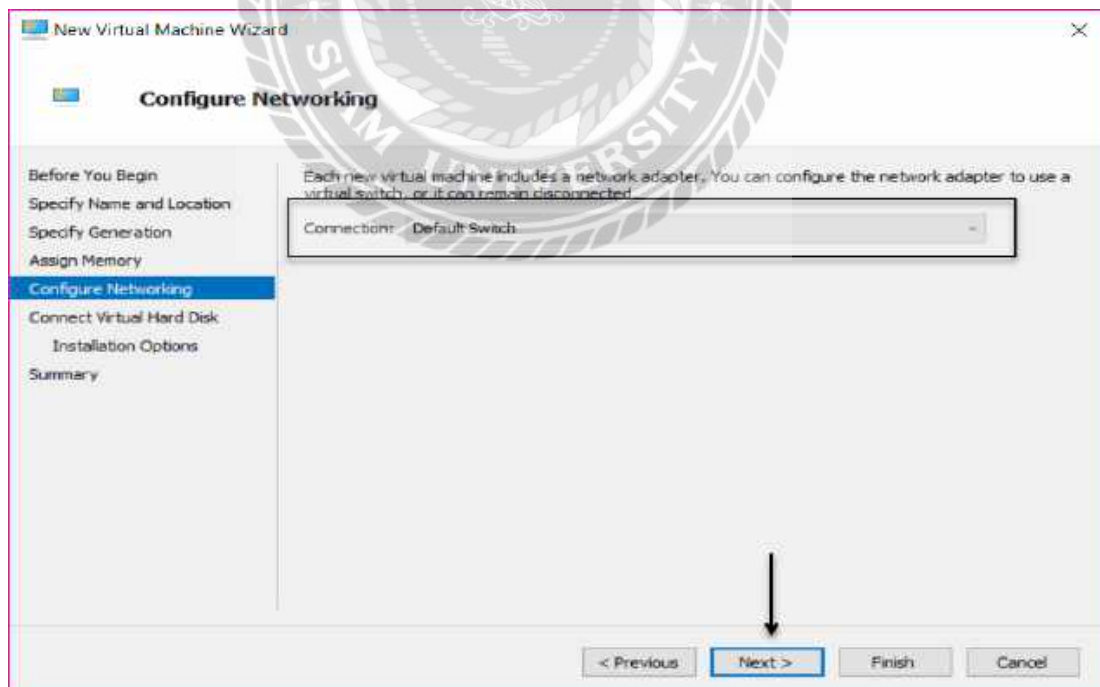 New Virtual Machine Wizard
Configure Networking
Before You Begin
Specify Name and Location
Specify Generation
Assign Memory
Configure Networking
Connect Virtual Hard Disk
Installation Options
Summary
Each new virtual machine includes a network adapter. You can configure the network adapter to use a
virtual switch, or it can remain disconnected.
Connection: Default Switch
< Previous
Next >
Finish
Cancel
SIAM UNIVERSITY